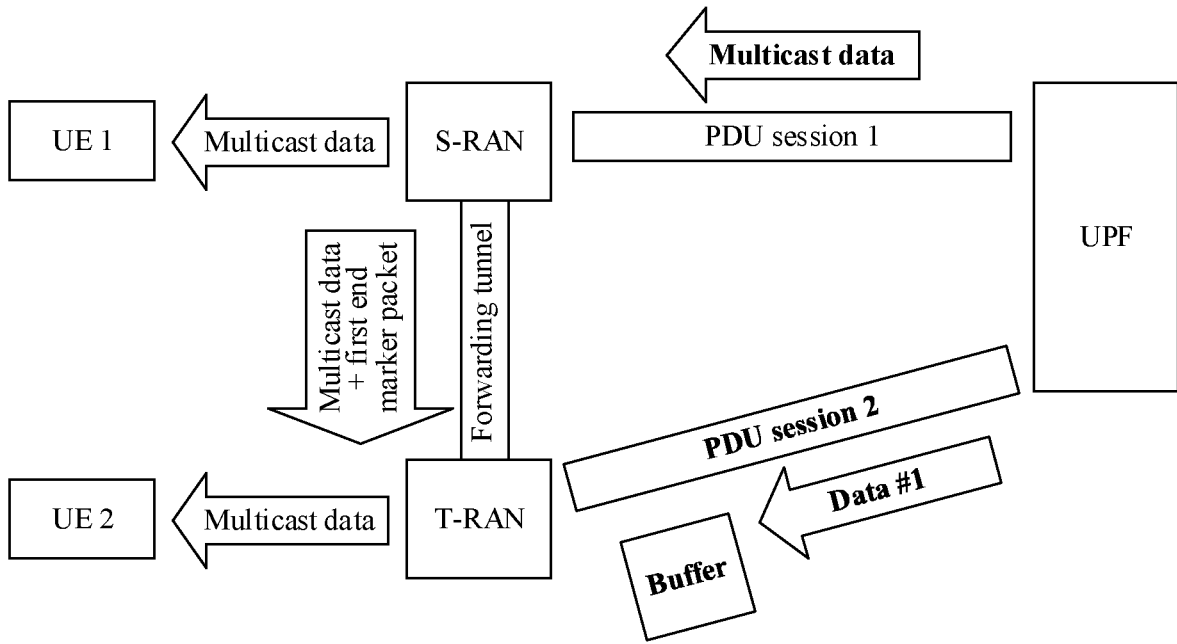 Multicast data
UE 1
Multicast data
S-RAN
PDU session 1
UPF
Multicast data
+ first end
marker packet
Forwarding tunnel
PDU session 2
Data #1
UE 2
Multicast data
T-RAN
Buffer